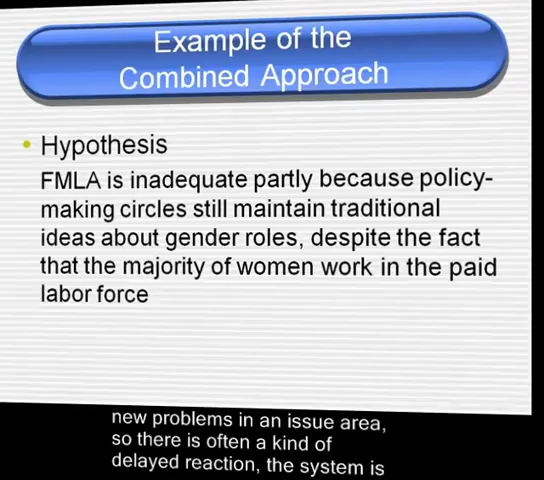 Example of the
Combined Approach
• Hypothesis
FMLA is inadequate partly because policy-
making circles still maintain traditional
ideas about gender roles, despite the fact
that the majority of women work in the paid
labor force
new problems in an issue area,
so there is often a kind of
delayed reaction, the system is